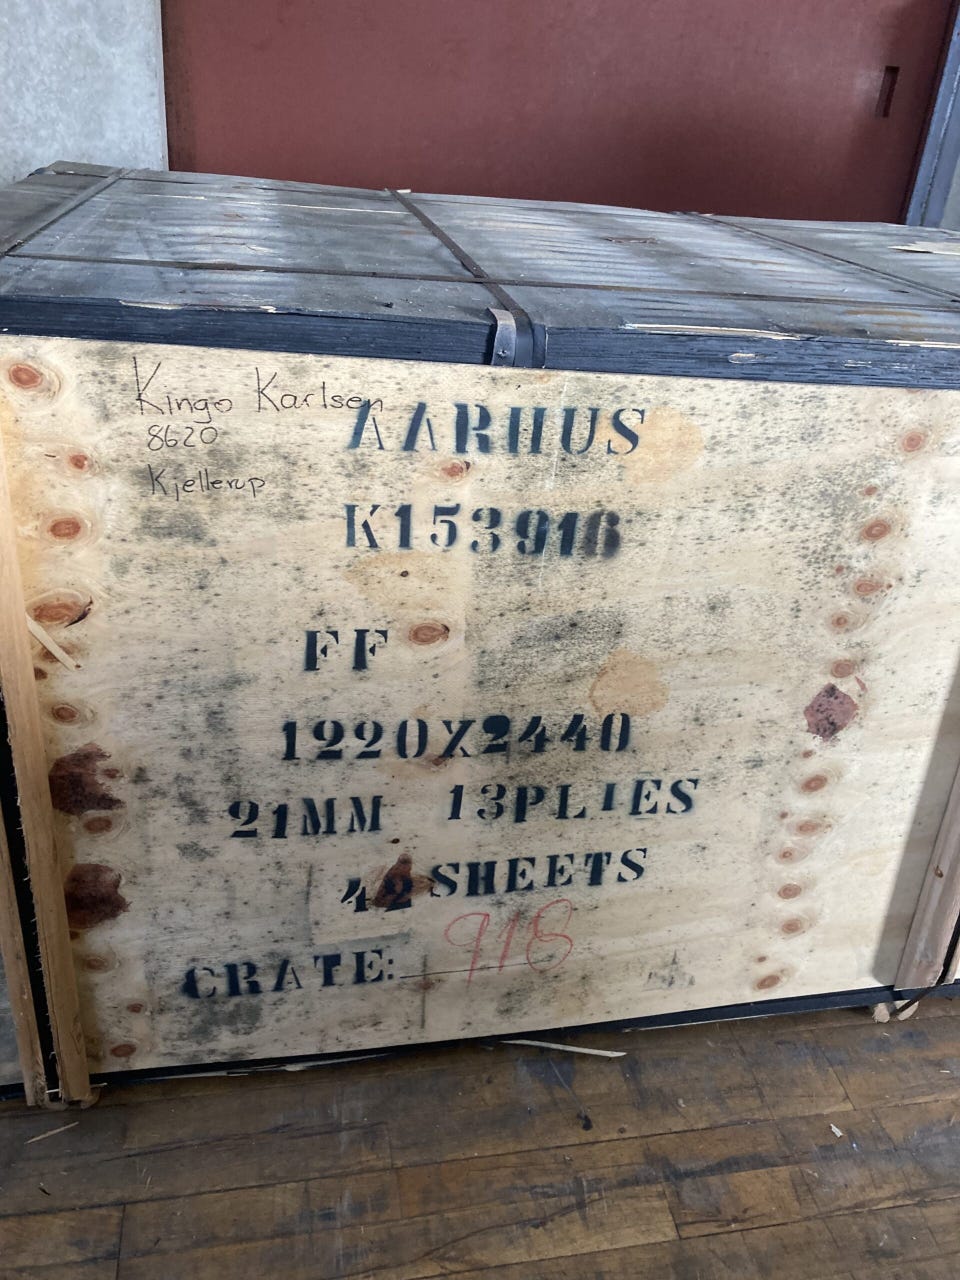 Kingo Karlsen
8620
Kjellerup
AARHUS
K153916
FF
1220X2440
21MM 13PLIES
42 SHEETS
CRATE: 918